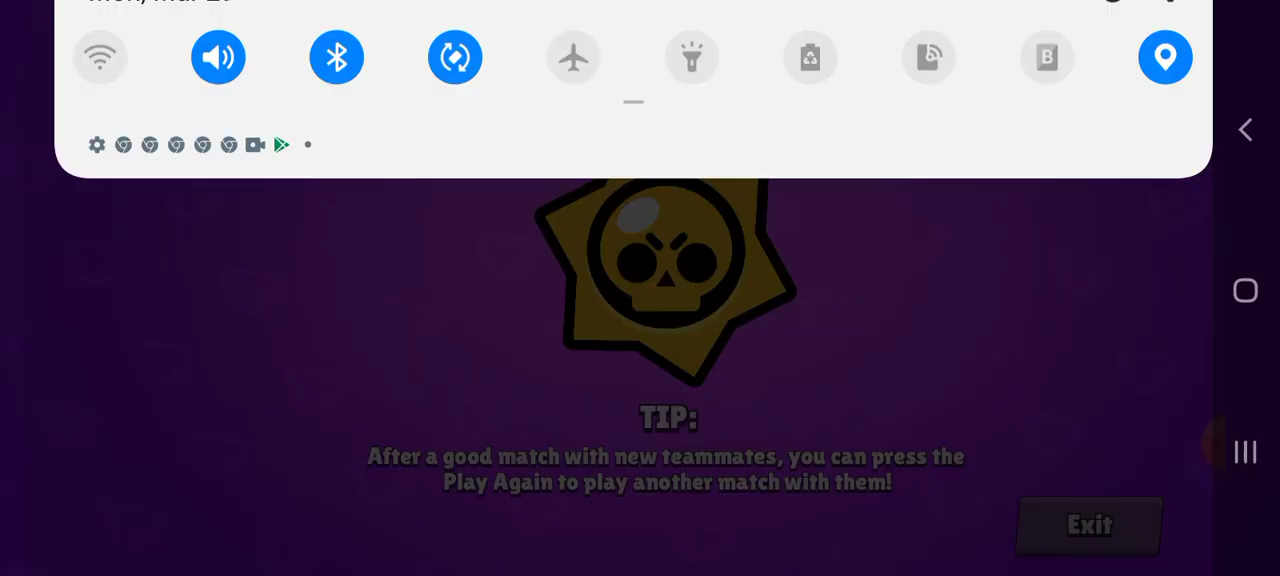 TIP:
After a good match with new teammates, you can press the
Play Again to play another match with them!
Exit